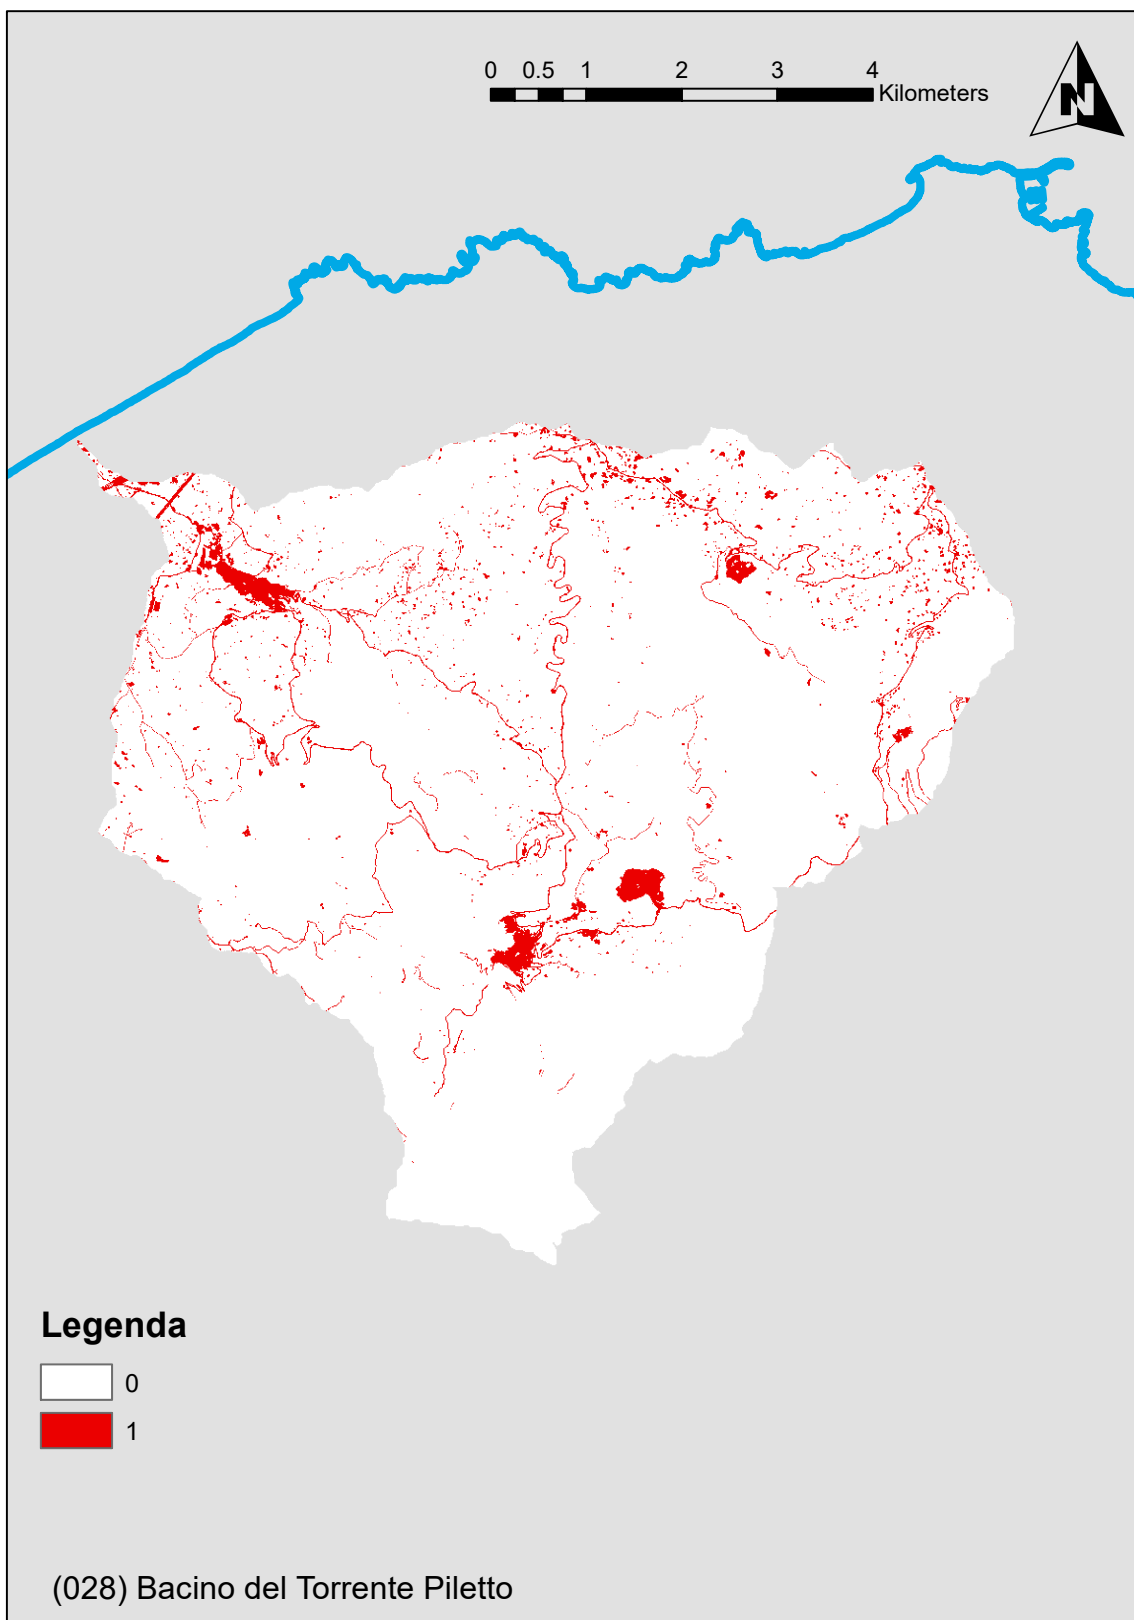 0 0.5 1 2 3 4
Kilometers
N
Legenda
0
1
(028) Bacino del Torrente Piletto